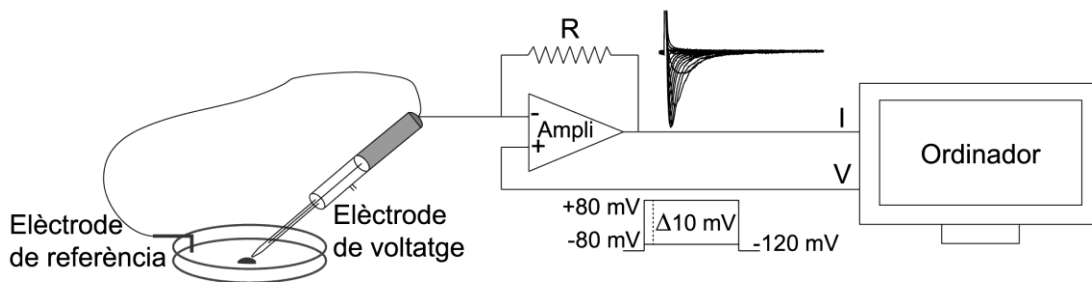 R
-
Ampli
+
I
V
Ordinador
Elèctrode
de referència
Elèctrode
de voltatge
+80 mV
Δ10 mV
-80 mV
-120 mV